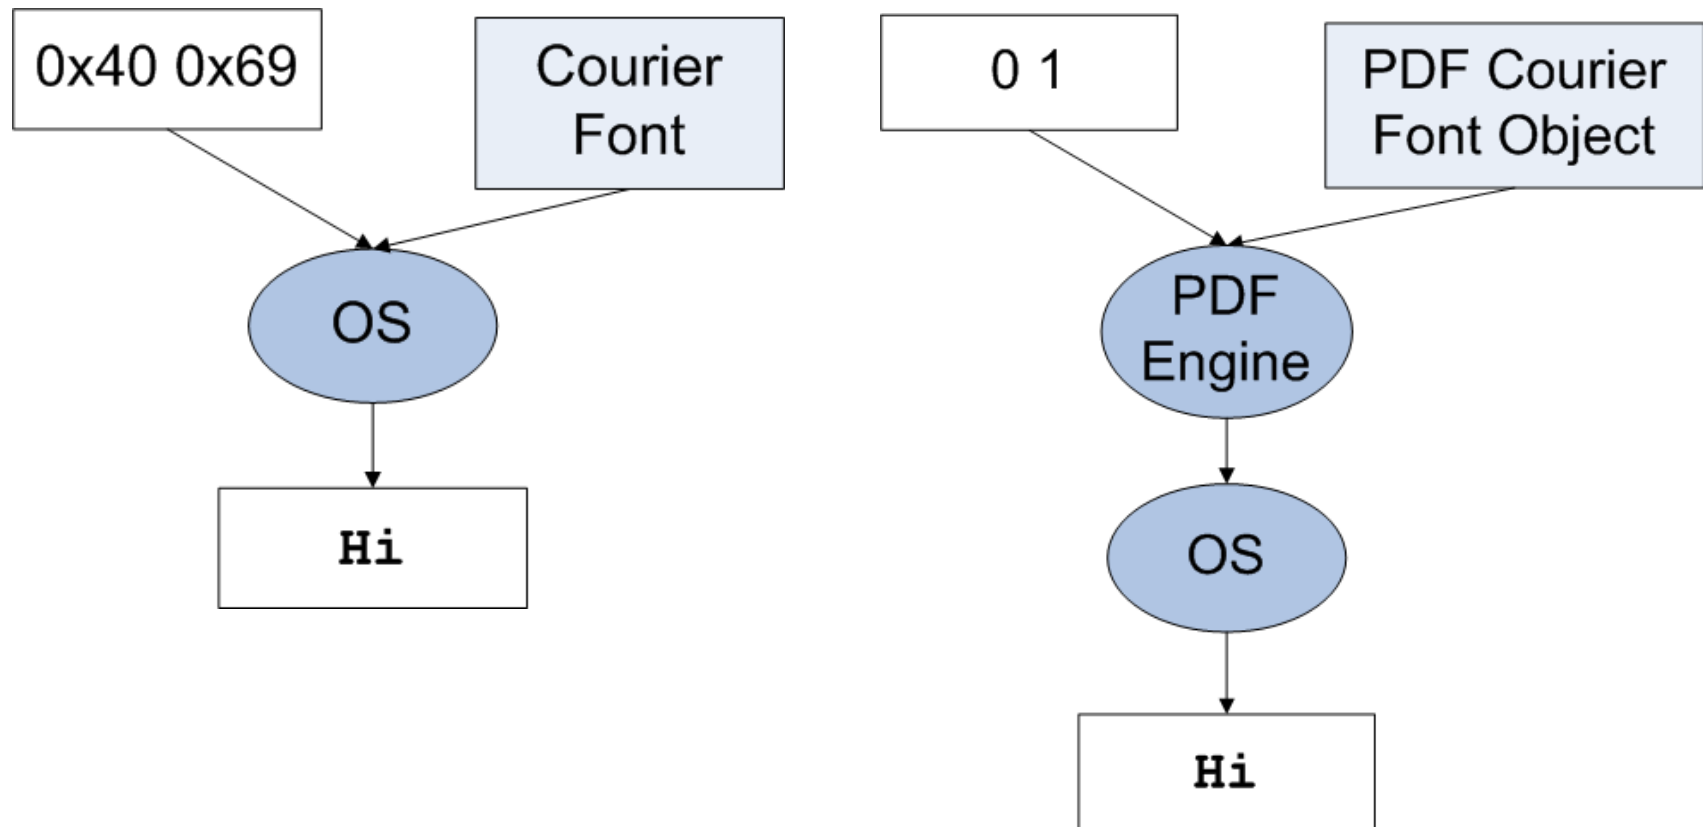 0x40 0x69
Courier
Font
OS
Hi
0 1
PDF Courier
Font Object
PDF
Engine
OS
Hi